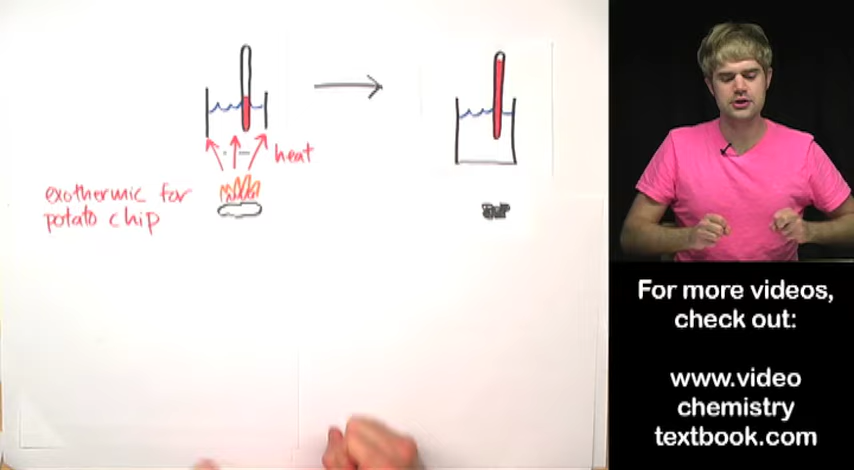 heat
exothermic for
potato chip
For more videos,
check out:
www.video
chemistry
textbook.com